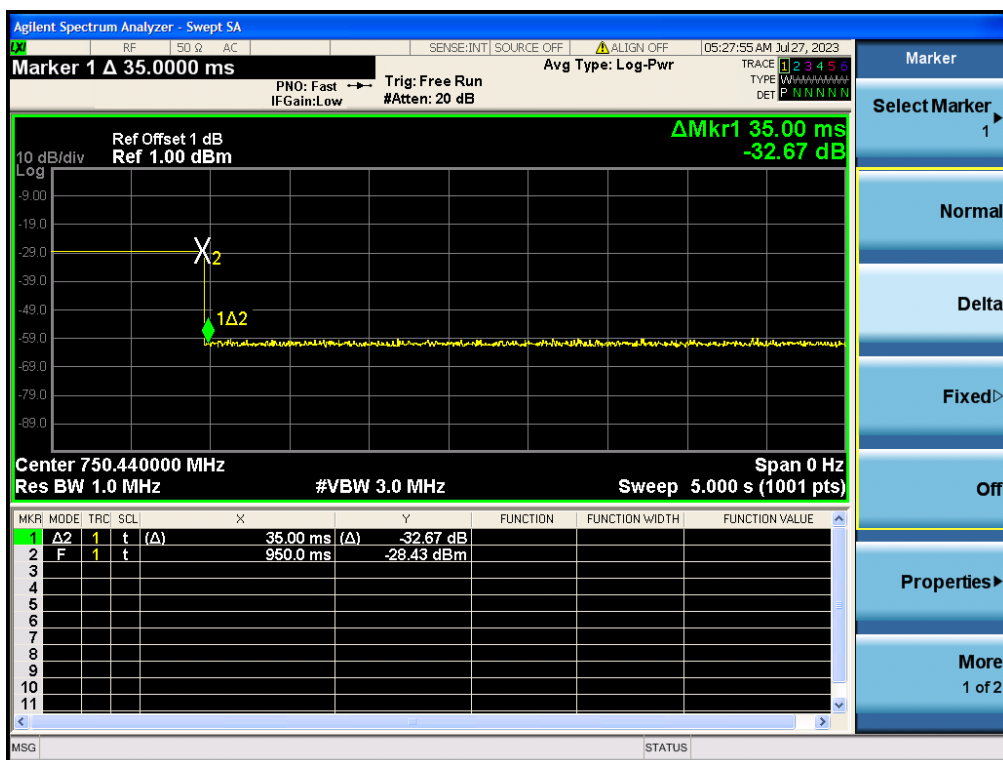 Agilent Spectrum Analyzer - Swept SA
LXI RF 50 Ω AC SENSE:INT SOURCE OFF ALIGN OFF 05:27:55 AM Jul 27, 2023
Marker 1 Δ 35.0000 ms
PNO: Fast
IFGain:Low
Trig: Free Run
#Atten: 20 dB
Avg Type: Log-Pwr
TRACE 1 2 3 4 5 6
TYPE WWWWWW
DET P N N N N N
ΔMkr1 35.00 ms
-32.67 dB
Ref Offset 1 dB
10 dB/div Ref 1.00 dBm
Log
-9.00
-19.0
-29.0
-39.0
-49.0
-59.0
-69.0
-79.0
-89.0
2
1Δ2
Center 750.440000 MHz Span 0 Hz
Res BW 1.0 MHz #VBW 3.0 MHz Sweep 5.000 s (1001 pts)
MKR MODE TRC SCL X Y FUNCTION FUNCTION WIDTH FUNCTION VALUE
1 Δ2 1 t (Δ) 35.00 ms (Δ) -32.67 dB
2 F 1 t 950.0 ms -28.43 dBm
3
4
5
6
7
8
9
10
11
MSG STATUS
Marker
Select Marker
1
Normal
Delta
Fixed
Off
Properties
More
1 of 2